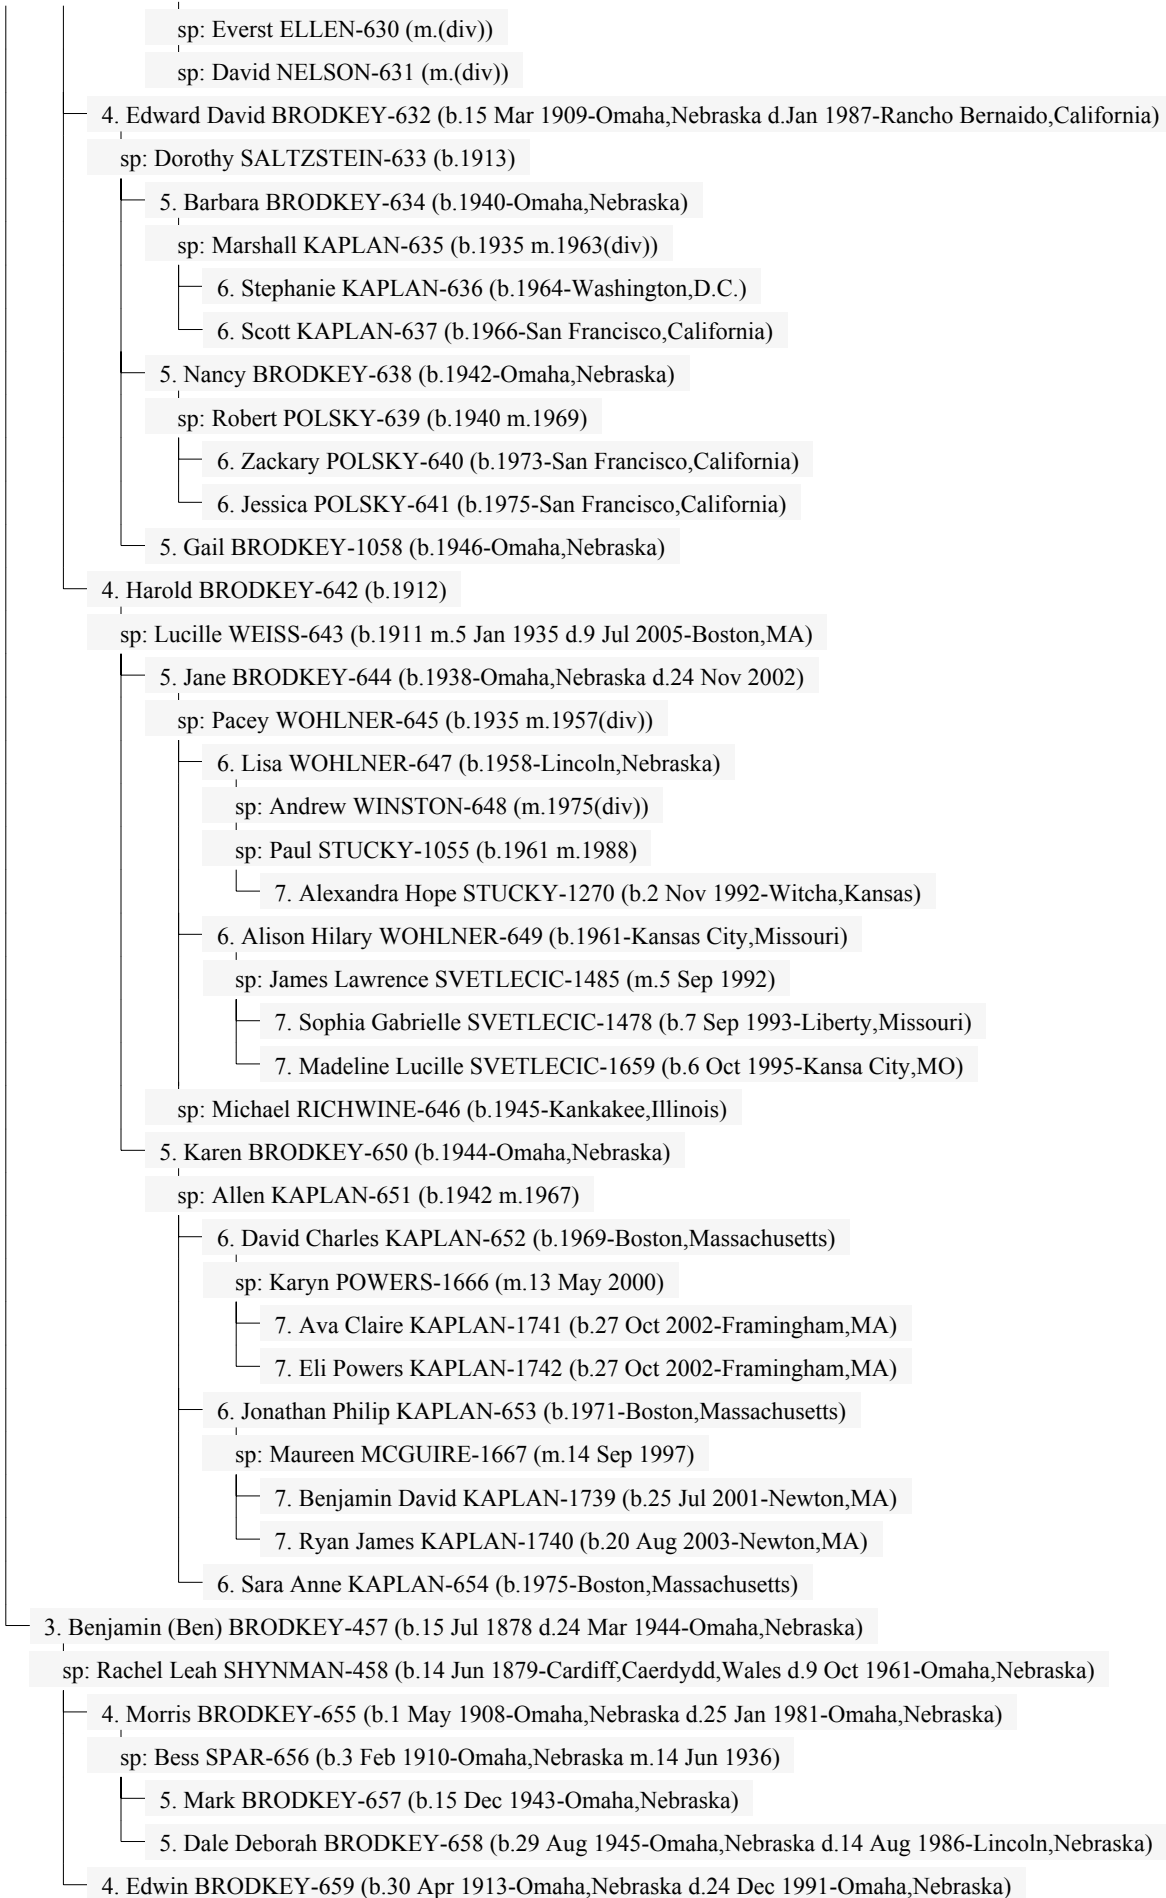 sp: Everst ELLEN-630 (m.(div))
sp: David NELSON-631 (m.(div))
4. Edward David BRODKEY-632 (b.15 Mar 1909-Omaha,Nebraska d.Jan 1987-Rancho Bernaido,California)
sp: Dorothy SALTZSTEIN-633 (b.1913)
5. Barbara BRODKEY-634 (b.1940-Omaha,Nebraska)
sp: Marshall KAPLAN-635 (b.1935 m.1963(div))
6. Stephanie KAPLAN-636 (b.1964-Washington,D.C.)
6. Scott KAPLAN-637 (b.1966-San Francisco,California)
5. Nancy BRODKEY-638 (b.1942-Omaha,Nebraska)
sp: Robert POLSKY-639 (b.1940 m.1969)
6. Zackary POLSKY-640 (b.1973-San Francisco,California)
6. Jessica POLSKY-641 (b.1975-San Francisco,California)
5. Gail BRODKEY-1058 (b.1946-Omaha,Nebraska)
4. Harold BRODKEY-642 (b.1912)
sp: Lucille WEISS-643 (b.1911 m.5 Jan 1935 d.9 Jul 2005-Boston,MA)
5. Jane BRODKEY-644 (b.1938-Omaha,Nebraska d.24 Nov 2002)
sp: Pacey WOHLNER-645 (b.1935 m.1957(div))
6. Lisa WOHLNER-647 (b.1958-Lincoln,Nebraska)
sp: Andrew WINSTON-648 (m.1975(div))
sp: Paul STUCKY-1055 (b.1961 m.1988)
7. Alexandra Hope STUCKY-1270 (b.2 Nov 1992-Witcha,Kansas)
6. Alison Hilary WOHLNER-649 (b.1961-Kansas City,Missouri)
sp: James Lawrence SVETLECIC-1485 (m.5 Sep 1992)
7. Sophia Gabrielle SVETLECIC-1478 (b.7 Sep 1993-Liberty,Missouri)
7. Madeline Lucille SVETLECIC-1659 (b.6 Oct 1995-Kansa City,MO)
sp: Michael RICHWINE-646 (b.1945-Kankakee,Illinois)
5. Karen BRODKEY-650 (b.1944-Omaha,Nebraska)
sp: Allen KAPLAN-651 (b.1942 m.1967)
6. David Charles KAPLAN-652 (b.1969-Boston,Massachusetts)
sp: Karyn POWERS-1666 (m.13 May 2000)
7. Ava Claire KAPLAN-1741 (b.27 Oct 2002-Framingham,MA)
7. Eli Powers KAPLAN-1742 (b.27 Oct 2002-Framingham,MA)
6. Jonathan Philip KAPLAN-653 (b.1971-Boston,Massachusetts)
sp: Maureen MCGUIRE-1667 (m.14 Sep 1997)
7. Benjamin David KAPLAN-1739 (b.25 Jul 2001-Newton,MA)
7. Ryan James KAPLAN-1740 (b.20 Aug 2003-Newton,MA)
6. Sara Anne KAPLAN-654 (b.1975-Boston,Massachusetts)
3. Benjamin (Ben) BRODKEY-457 (b.15 Jul 1878 d.24 Mar 1944-Omaha,Nebraska)
sp: Rachel Leah SHYNMAN-458 (b.14 Jun 1879-Cardiff,Caerdydd,Wales d.9 Oct 1961-Omaha,Nebraska)
4. Morris BRODKEY-655 (b.1 May 1908-Omaha,Nebraska d.25 Jan 1981-Omaha,Nebraska)
sp: Bess SPAR-656 (b.3 Feb 1910-Omaha,Nebraska m.14 Jun 1936)
5. Mark BRODKEY-657 (b.15 Dec 1943-Omaha,Nebraska)
5. Dale Deborah BRODKEY-658 (b.29 Aug 1945-Omaha,Nebraska d.14 Aug 1986-Lincoln,Nebraska)
4. Edwin BRODKEY-659 (b.30 Apr 1913-Omaha,Nebraska d.24 Dec 1991-Omaha,Nebraska)